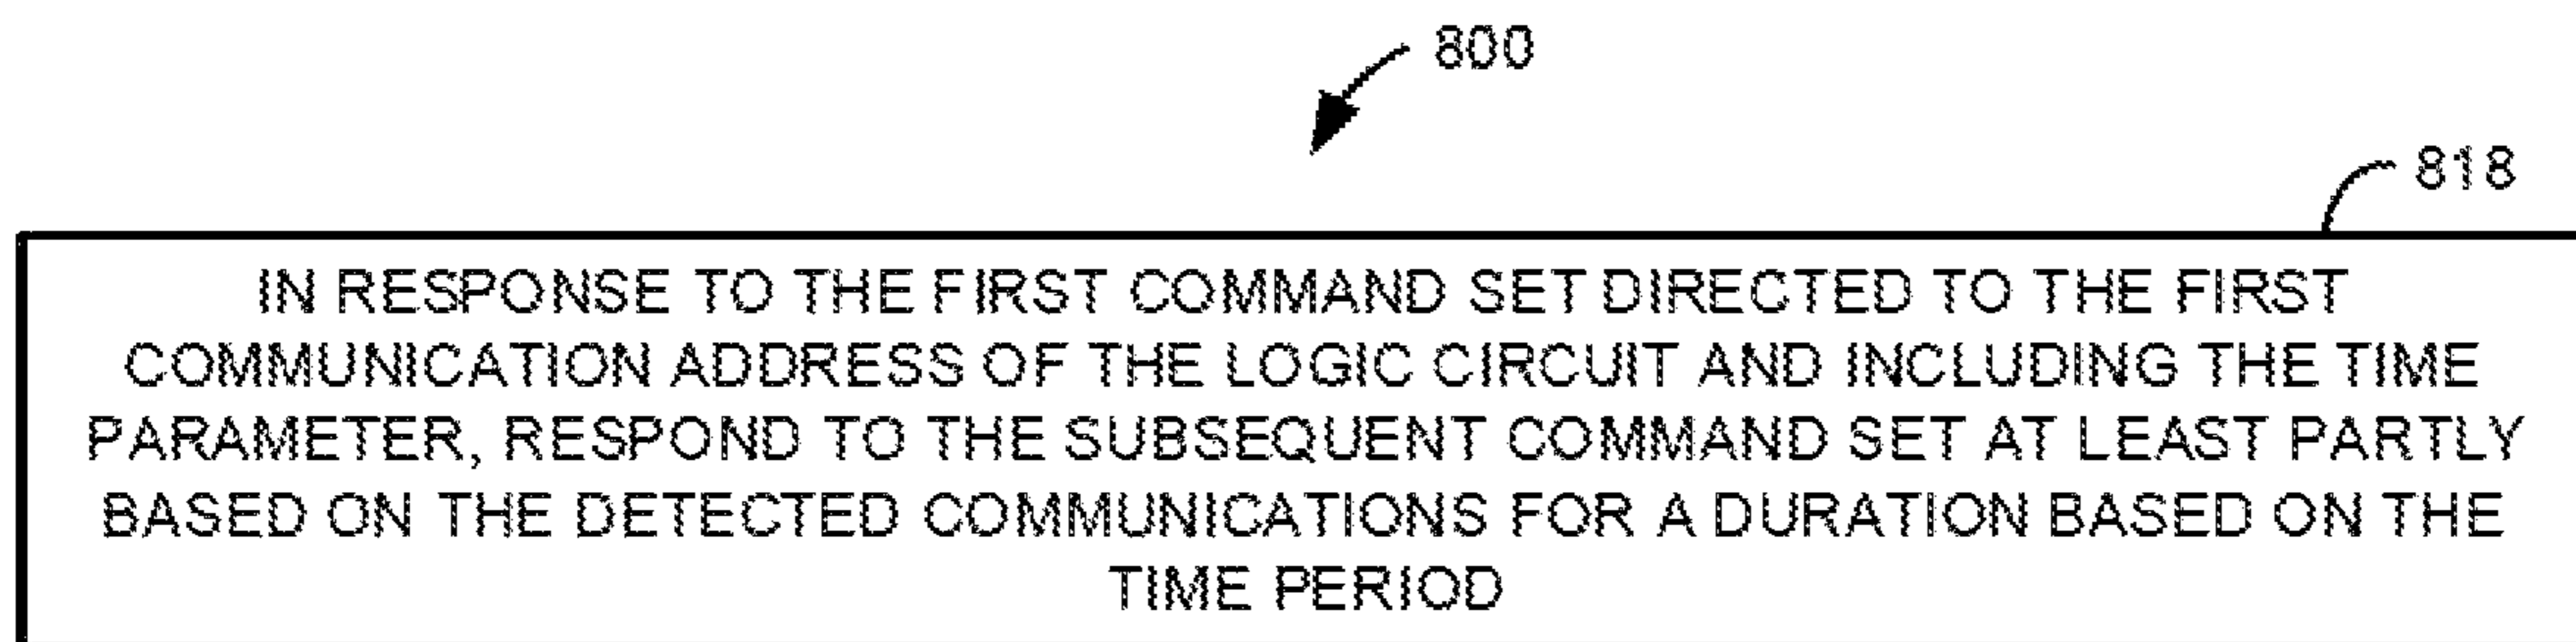 800
818
IN RESPONSE TO THE FIRST COMMAND SET DIRECTED TO THE FIRST
COMMUNICATION ADDRESS OF THE LOGIC CIRCUIT AND INCLUDING THE TIME
PARAMETER, RESPOND TO THE SUBSEQUENT COMMAND SET AT LEAST PARTLY
BASED ON THE DETECTED COMMUNICATIONS FOR A DURATION BASED ON THE
TIME PERIOD